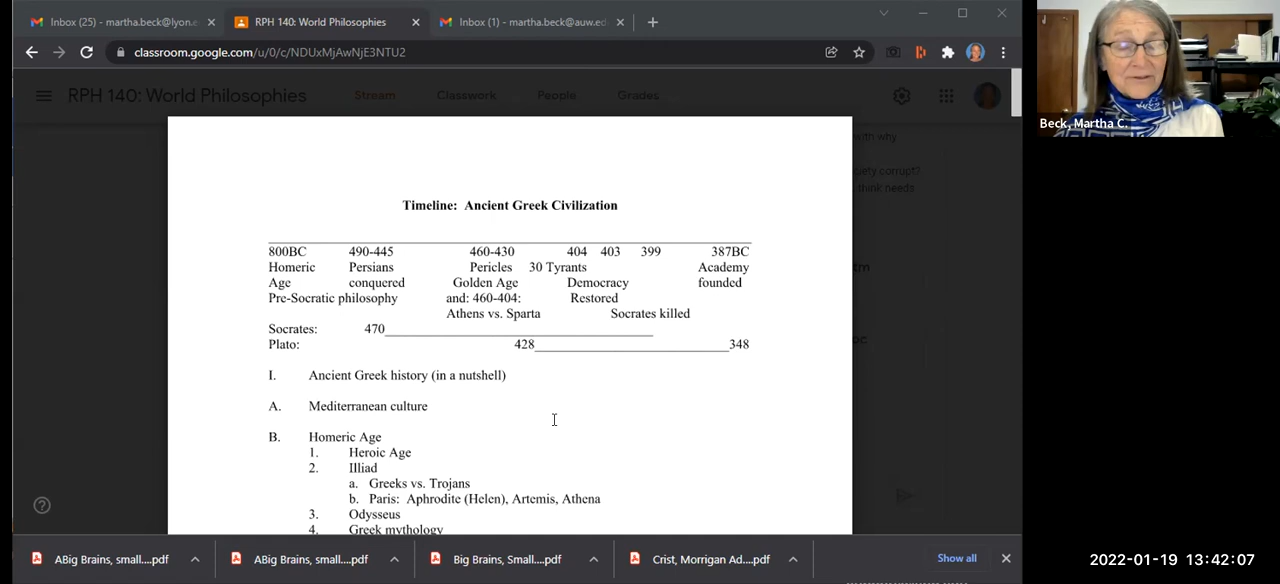 Inbox (25) - martha.beck@lyon.e
RPH 140: World Philosophies
Inbox (1) - martha.beck@auw.ed
classroom.google.com/u/0/c/NDUxMjAwNjE3NTU2
RPH 140: World Philosophies
Stream
Classwork
People
Grades
Beck, Martha C.
with why
ciety corrupt?
think needs
Timeline: Ancient Greek Civilization
800BC 490-445 460-430 404 403 399 387BC
Homeric Persians Pericles 30 Tyrants Academy
Age conquered Golden Age Democracy founded
Pre-Socratic philosophy and: 460-404: Restored
Athens vs. Sparta Socrates killed
Socrates: 470
Plato: 428 348
I. Ancient Greek history (in a nutshell)
A. Mediterranean culture
B. Homeric Age
1. Heroic Age
2. Illiad
a. Greeks vs. Trojans
b. Paris: Aphrodite (Helen), Artemis, Athena
3. Odysseus
4. Greek mythology
ABig Brains, small....pdf
ABig Brains, small....pdf
Big Brains, Small....pdf
Crist, Morrigan Ad....pdf
Show all
2022-01-19 13:42:07